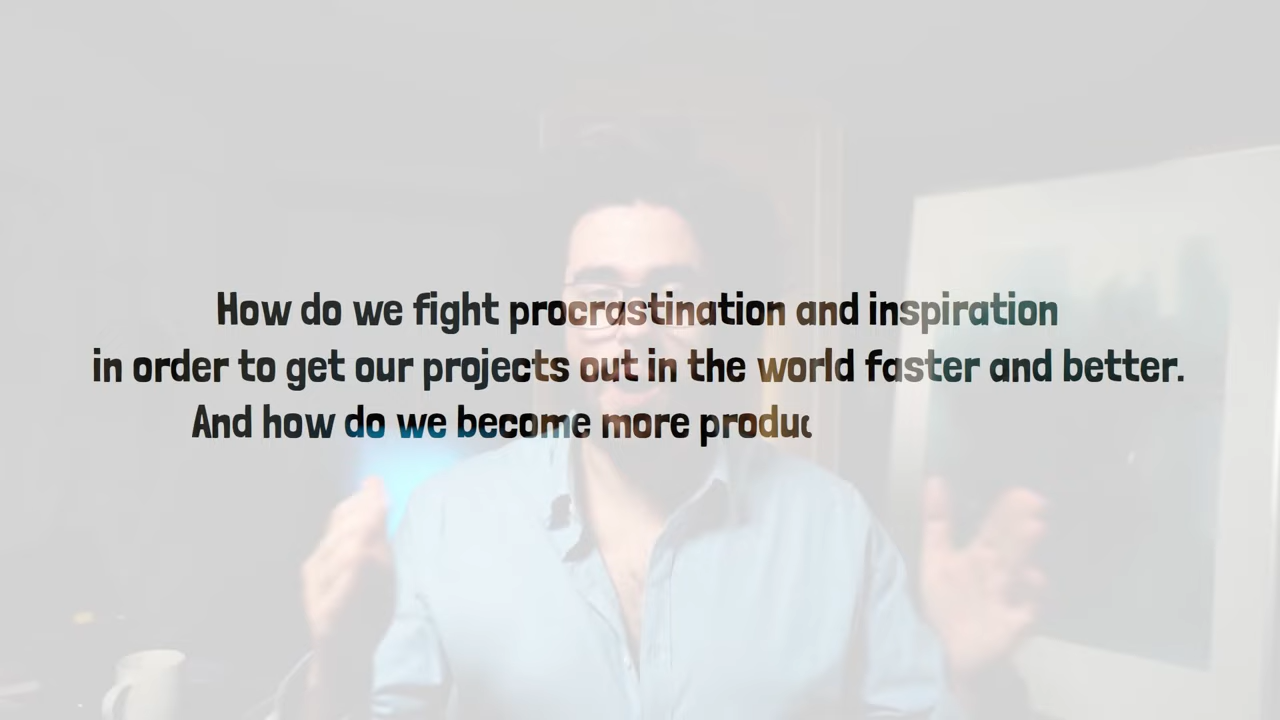 How do we fight procrastination and inspiration
in order to get our projects out in the world faster and better.
And how do we become more produc